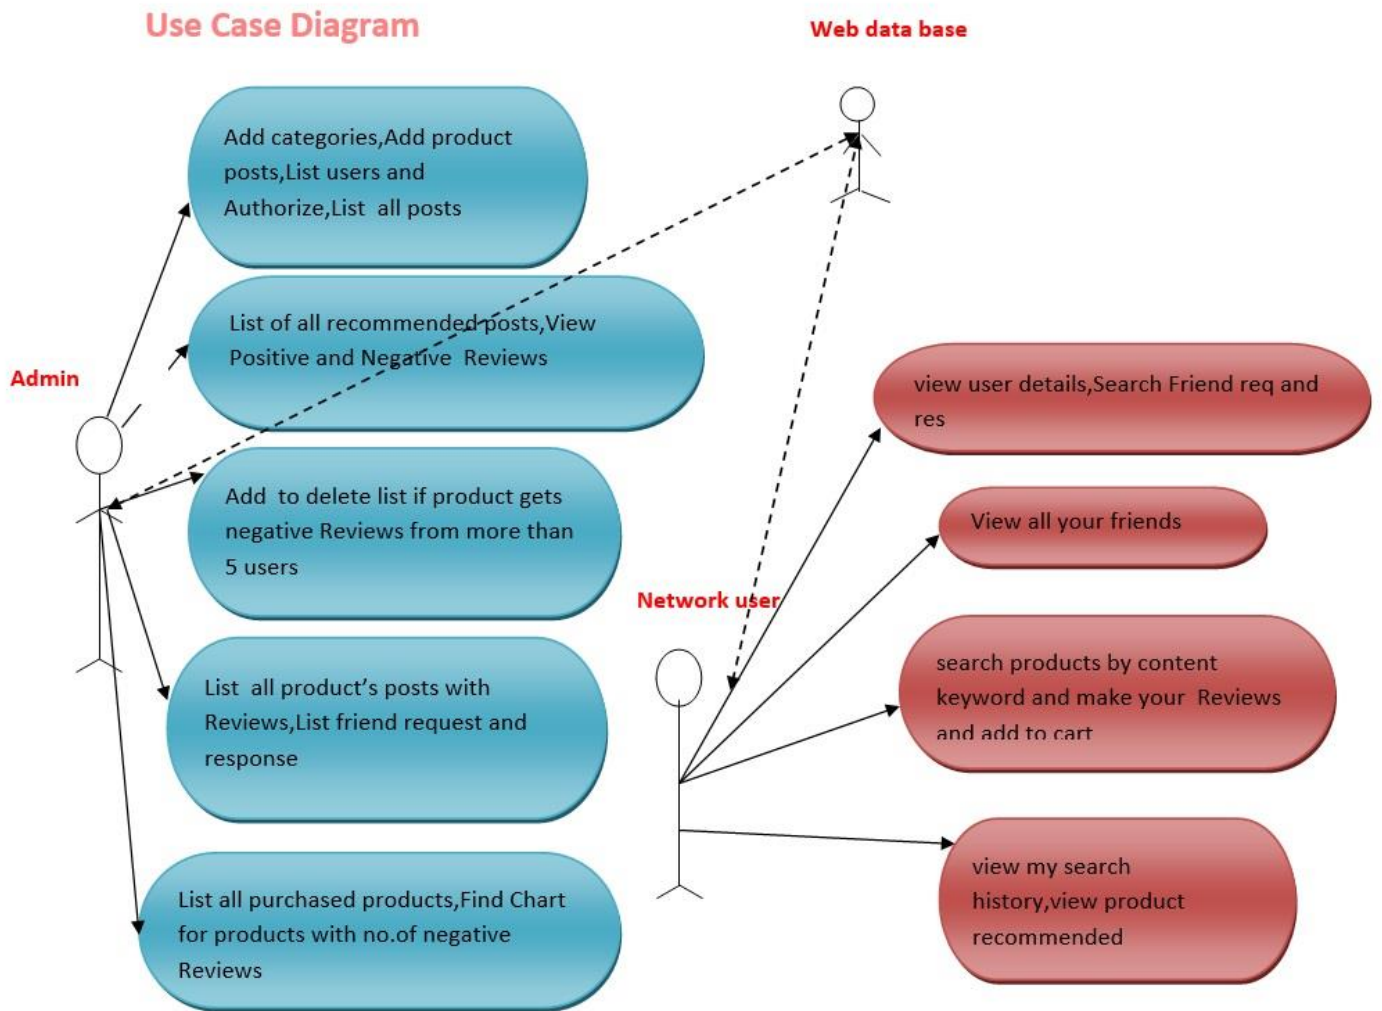 Use Case Diagram
Web data base
Add categories,Add product
posts,List users and
Authorize,List  all posts
List of all recommended posts,View
Positive and Negative  Reviews
Admin
Add  to delete list if product gets
negative Reviews from more than
5 users
List  all product’s posts with
Reviews,List friend request and
response
List all purchased products,Find Chart
for products with no.of negative
Reviews
view user details,Search Friend req and
res
View all your friends
Network user
search products by content
keyword and make your  Reviews
and add to cart
view my search
history,view product
recommended